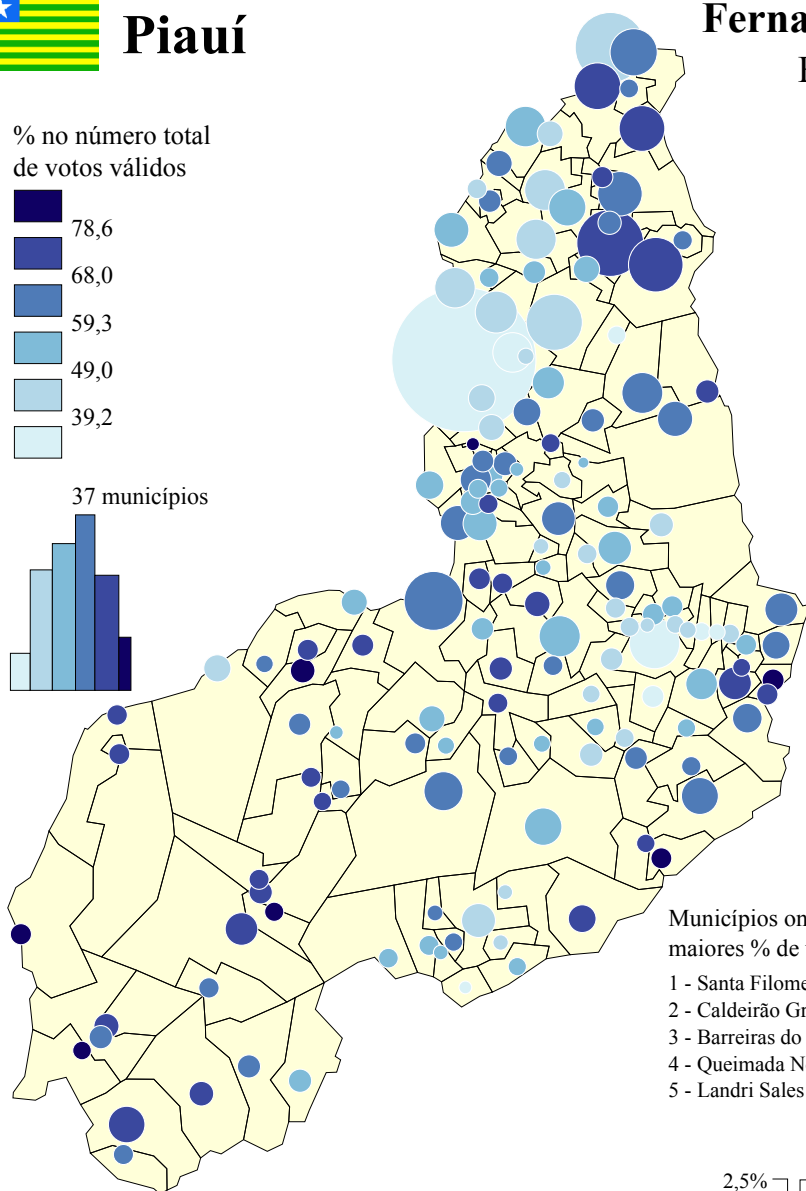 Piauí
Ferna
% no número total
de votos válidos
78,6
68,0
59,3
49,0
39,2
37 municípios
Municípios on
maiores % de
1 - Santa Filome
2 - Caldeirão Gr
3 - Barreiras do
4 - Queimada No
5 - Landri Sales
2,5%